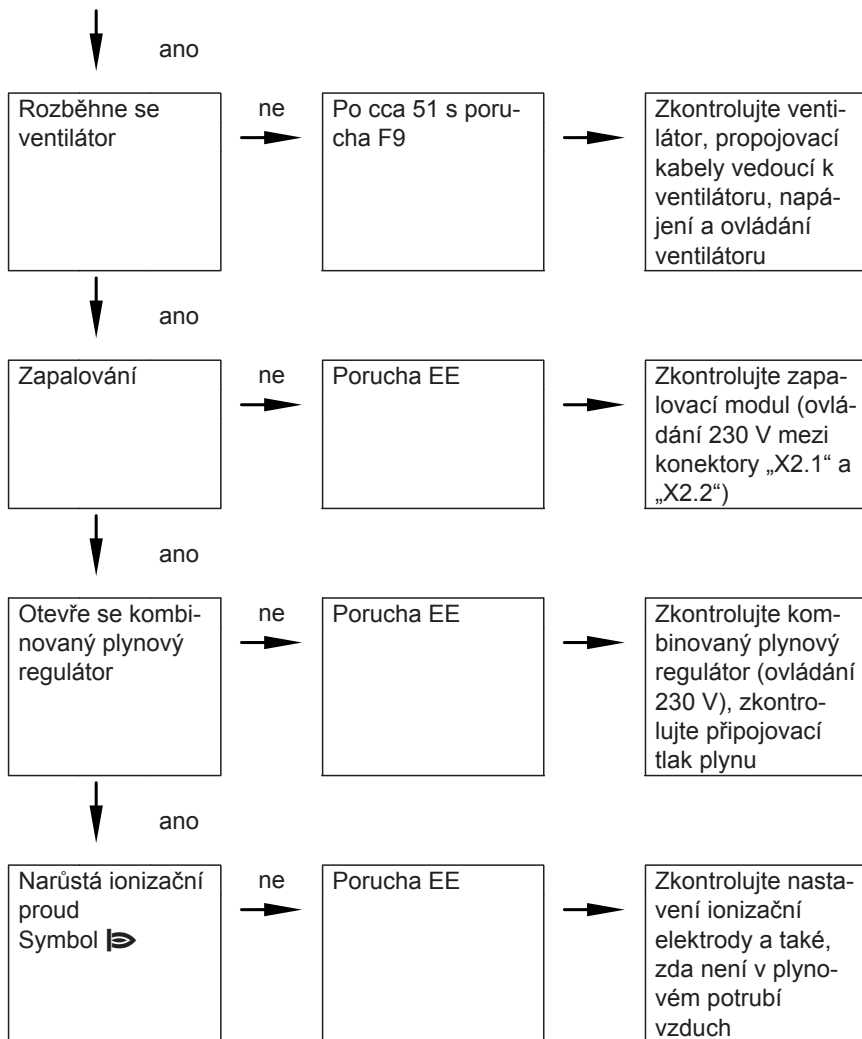 ano
Rozběhne se
ventilátor
ne
Po cca 51 s poru-
cha F9
Zkontrolujte venti-
látor, propojovací
kabely vedoucí k
ventilátoru, napá-
jení a ovládání
ventilátoru
ano
Zapalování
ne
Porucha EE
Zkontrolujte zapa-
lovací modul (ovlá-
dání 230 V mezi
konektory „X2.1“ a
„X2.2“)
ano
Otevře se kombi-
novaný plynový
regulátor
ne
Porucha EE
Zkontrolujte kom-
binovaný plynový
regulátor (ovládání
230 V), zkontro-
lujte připojovací
tlak plynu
ano
Narůstá ionizační
proud
Symbol
ne
Porucha EE
Zkontrolujte nasta-
vení ionizační
elektrody a také,
zda není v plyno-
vém potrubí
vzduch